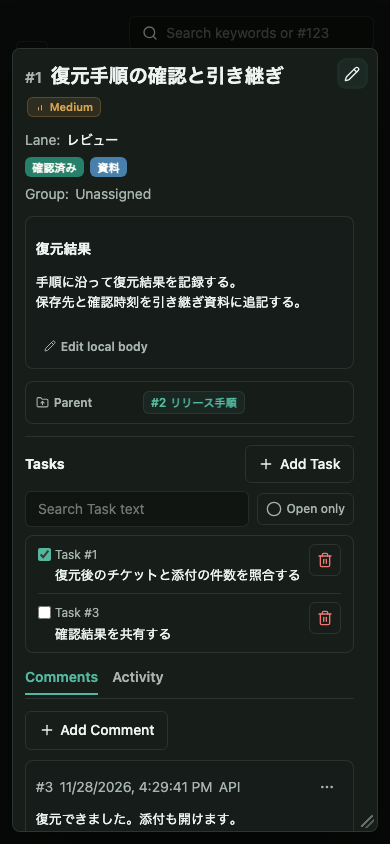 Search keywords or #123
#1 復元手順の確認と引き継ぎ
Medium
Lane: レビュー
確認済み 資料
Group: Unassigned
復元結果
手順に沿って復元結果を記録する。
保存先と確認時刻を引き継ぎ資料に追記する。
Edit local body
Parent #2 リリース手順
Tasks + Add Task
Search Task text Open only
Task #1
復元後のチケットと添付の件数を照合する
Task #3
確認結果を共有する
Comments Activity
+ Add Comment
#3 11/28/2026, 4:29:41 PM API ...
復元できました。添付も開けます。